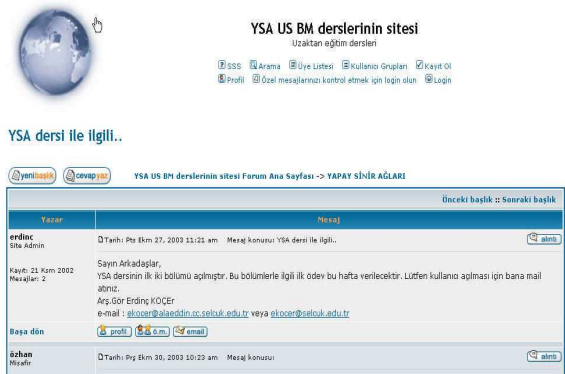 YSA US BM derslerinin sitesi
Uzaktan eğitim dersleri
SSS Arama Üye Listesi Kullanıcı Grupları Kayıt Ol
Profil Özel mesajlarınızı kontrol etmek için login olun Login
YSA dersi ile ilgili..
yenibaşlık cevapyaz YSA US BM derslerinin sitesi Forum Ana Sayfası -> YAPAY SİNİR AĞLARI
Önceki başlık :: Sonraki başlık
Yazar Mesaj
erdinc
Site Admin
Kayıt: 21 Ksm 2002
Mesajlar: 2
Tarih: Pts Ekm 27, 2003 11:21 am Mesaj konusu: YSA dersi ile ilgili..
alıntı
Sayın Arkadaşlar,
YSA dersinin ilk iki bölümü açılmıştır. Bu bölümlerle ilgili ilk ödev bu hafta verilecektir. Lütfen kullanıcı açılması için bana mail
atınız.
Arş.Gör Erdinç KOÇEr
e-mail : ekocer@alaeddin.cc.selcuk.edu.tr veya ekocer@selcuk.edu.tr
Başa dön profil ö.m. email
özhan
Misafir
Tarih: Prş Ekm 30, 2003 10:23 am Mesaj konusu:
alıntı